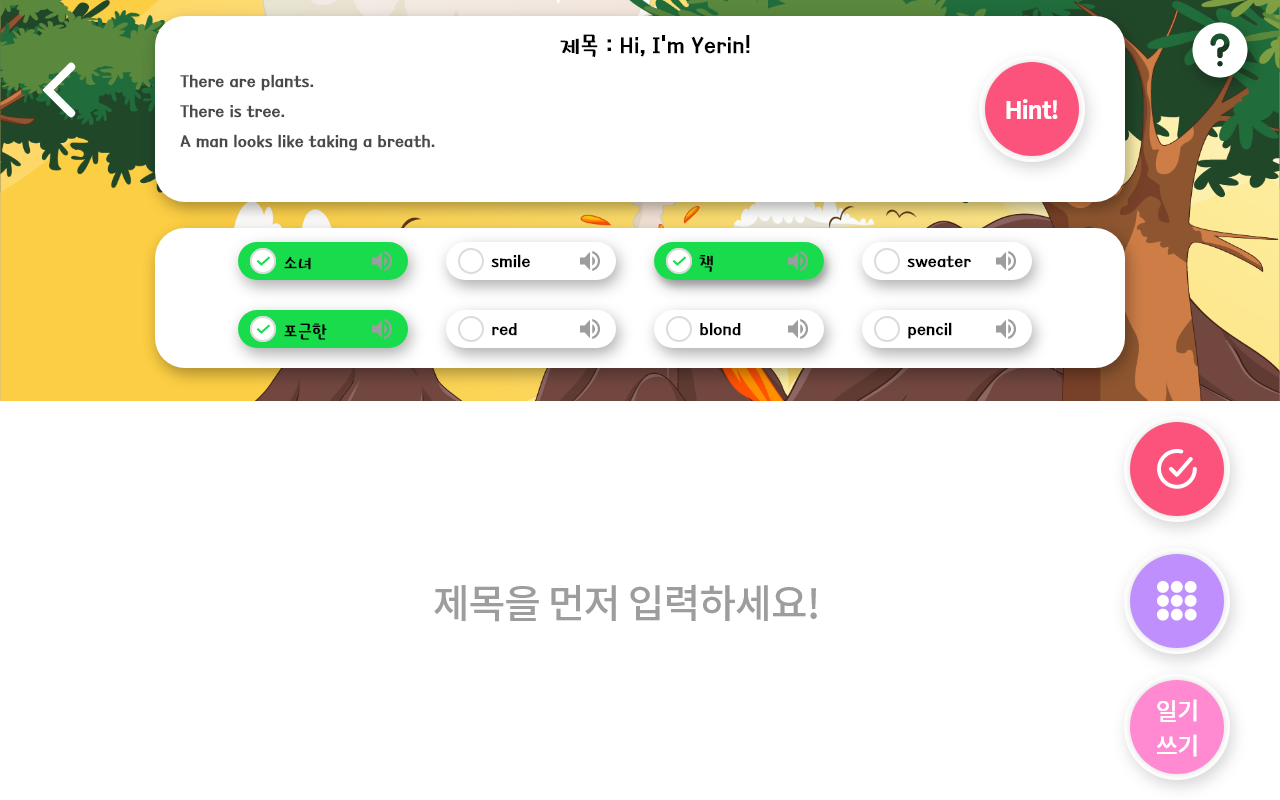 제목 : Hi, I'm Yerin!
There are plants.
There is tree.
A man looks like taking a breath.
Hint!
?
소녀
smile
책
sweater
포근한
red
blond
pencil
제목을 먼저 입력하세요!
일기
쓰기